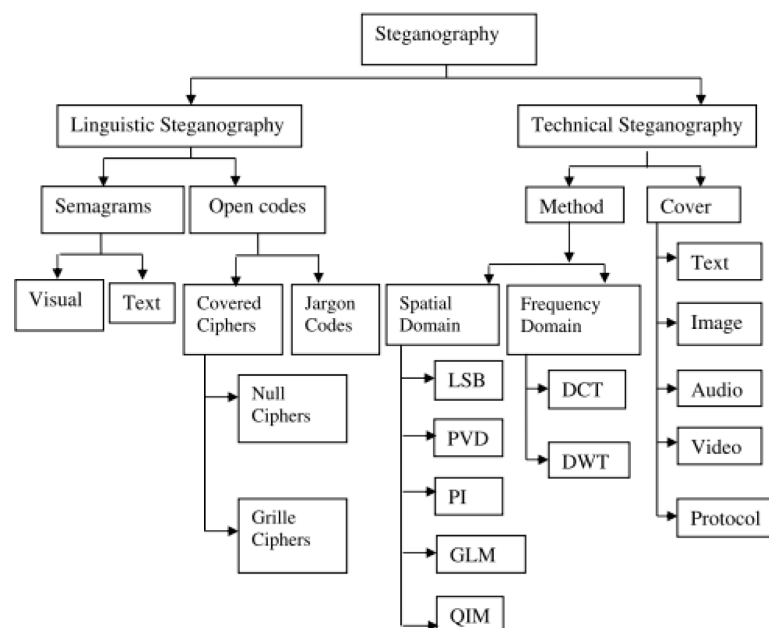 Steganography
Linguistic Steganography
Technical Steganography
Semagrams
Open codes
Method
Cover
Visual
Text
Covered
Ciphers
Jargon
Codes
Spatial
Domain
Frequency
Domain
Text
Image
Audio
Video
Protocol
Null
Ciphers
Grille
Ciphers
LSB
PVD
PI
GLM
QIM
DCT
DWT